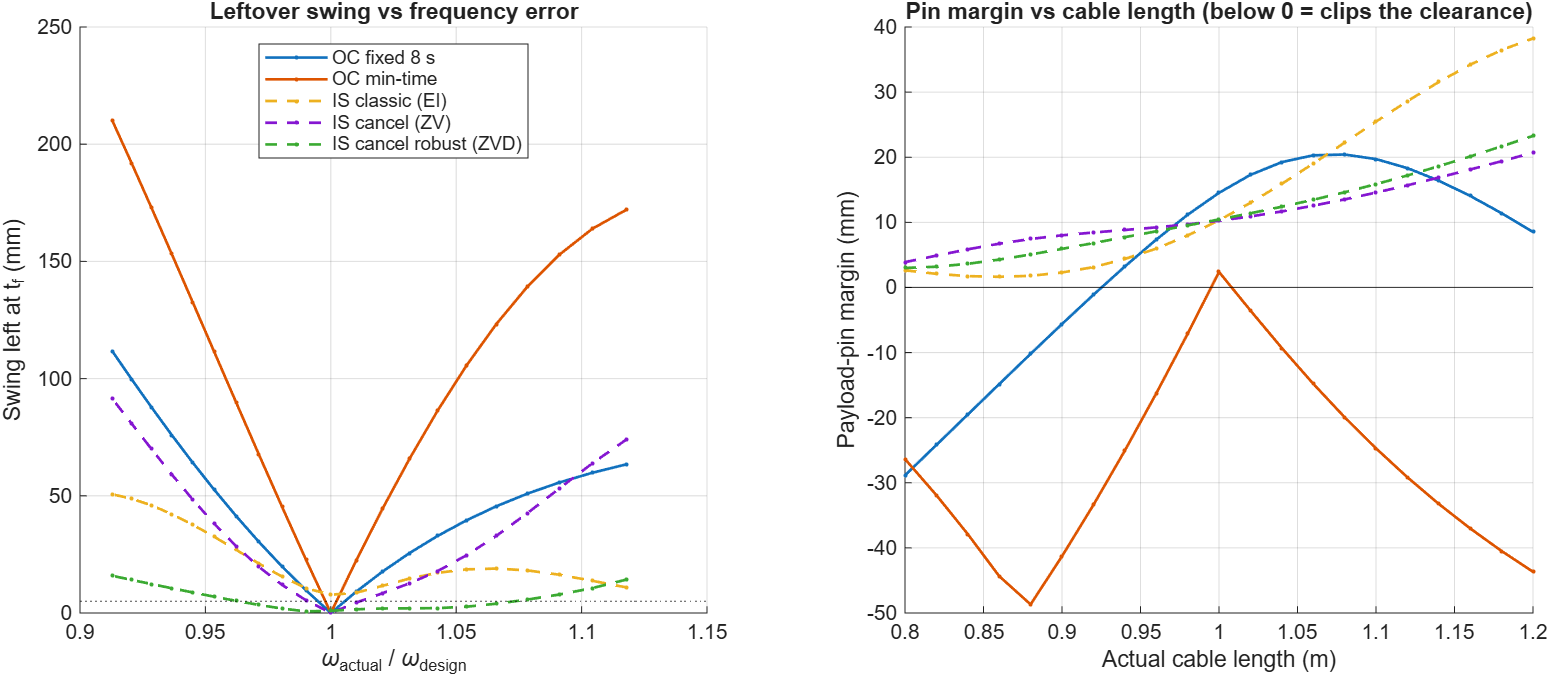 Leftover swing vs frequency error
250
200
150
100
50
0
0.9
0.95
1
1.05
1.1
1.15
Swing left at tf (mm)
ωactual / ωdesign
OC fixed 8 s
OC min-time
IS classic (EI)
IS cancel (ZV)
IS cancel robust (ZVD)
Pin margin vs cable length (below 0 = clips the clearance)
40
30
20
10
0
-10
-20
-30
-40
-50
0.8
0.85
0.9
0.95
1
1.05
1.1
1.15
1.2
Payload-pin margin (mm)
Actual cable length (m)